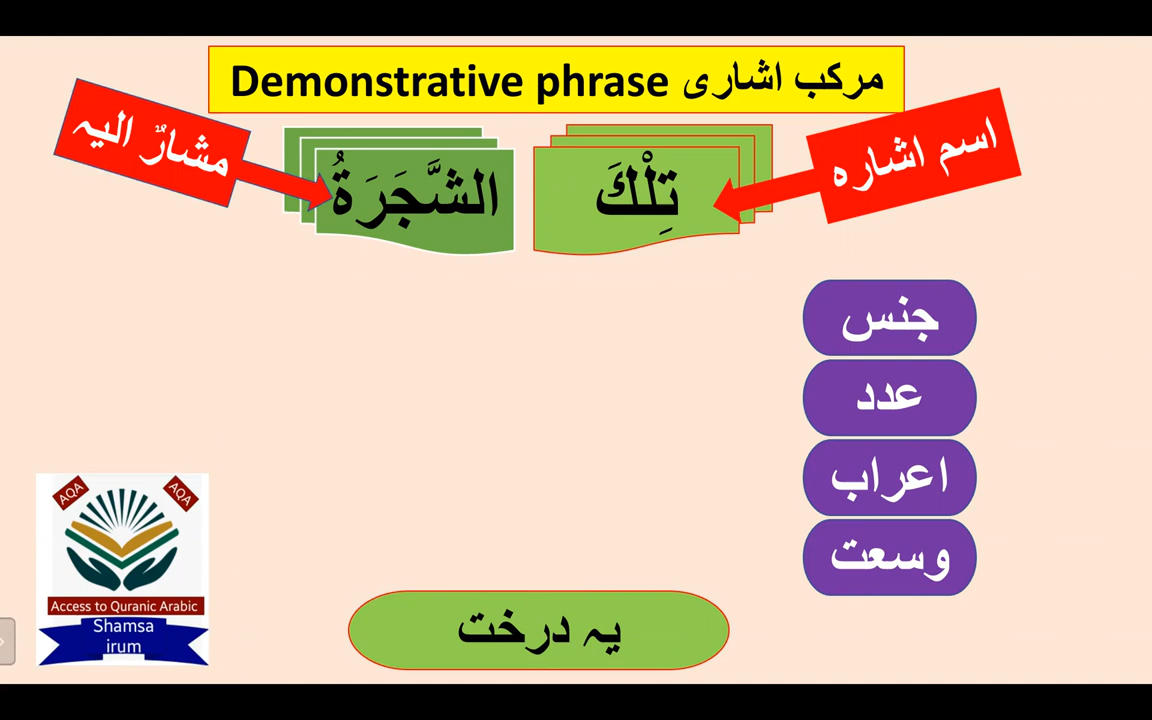 مرکب اشاری Demonstrative phrase
اسم اشارہ
مشارٌ الیہ
تِلْكَ
الشَّجَرَةُ
جنس
عدد
اعراب
وسعت
یہ درخت
AQA
AQA
Access to Quranic Arabic
Shamsa
irum